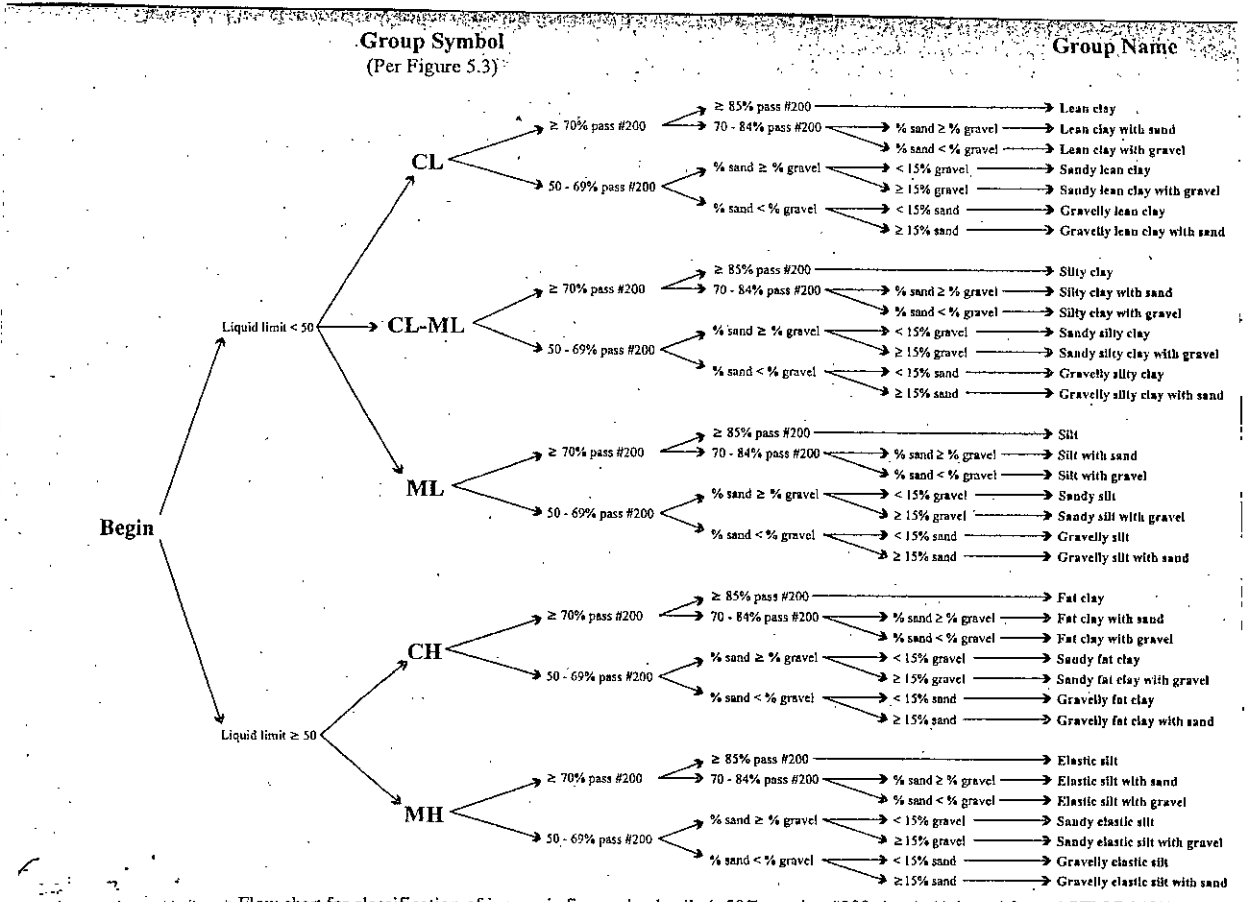 Group Symbol
(Per Figure 5.3)
Group Name
≥ 85% pass #200
Lean clay
≥ 70% pass #200
70 - 84% pass #200
% sand ≥ % gravel
Lean clay with sand
% sand < % gravel
Lean clay with gravel
CL
50 - 69% pass #200
% sand ≥ % gravel
< 15% gravel
Sandy lean clay
≥ 15% gravel
Sandy lean clay with gravel
% sand < % gravel
< 15% sand
Gravelly lean clay
≥ 15% sand
Gravelly lean clay with sand
≥ 85% pass #200
Silty clay
≥ 70% pass #200
70 - 84% pass #200
% sand ≥ % gravel
Silty clay with sand
% sand < % gravel
Silty clay with gravel
Liquid limit < 50
CL-ML
50 - 69% pass #200
% sand ≥ % gravel
< 15% gravel
Sandy silty clay
≥ 15% gravel
Sandy silty clay with gravel
% sand < % gravel
< 15% sand
Gravelly silty clay
≥ 15% sand
Gravelly silty clay with sand
≥ 85% pass #200
Silt
≥ 70% pass #200
70 - 84% pass #200
% sand ≥ % gravel
Silt with sand
% sand < % gravel
Silt with gravel
ML
50 - 69% pass #200
% sand ≥ % gravel
< 15% gravel
Sandy silt
≥ 15% gravel
Sandy silt with gravel
% sand < % gravel
< 15% sand
Gravelly silt
≥ 15% sand
Gravelly silt with sand
Begin
≥ 85% pass #200
Fat clay
≥ 70% pass #200
70 - 84% pass #200
% sand ≥ % gravel
Fat clay with sand
% sand < % gravel
Fat clay with gravel
CH
50 - 69% pass #200
% sand ≥ % gravel
< 15% gravel
Sandy fat clay
≥ 15% gravel
Sandy fat clay with gravel
% sand < % gravel
< 15% sand
Gravelly fat clay
≥ 15% sand
Gravelly fat clay with sand
Liquid limit ≥ 50
≥ 85% pass #200
Elastic silt
≥ 70% pass #200
70 - 84% pass #200
% sand ≥ % gravel
Elastic silt with sand
% sand < % gravel
Elastic silt with gravel
MH
50 - 69% pass #200
% sand ≥ % gravel
< 15% gravel
Sandy elastic silt
≥ 15% gravel
Sandy elastic silt with gravel
% sand < % gravel
< 15% sand
Gravelly elastic silt
≥ 15% sand
Gravelly elastic silt with sand
Flow chart for classification of